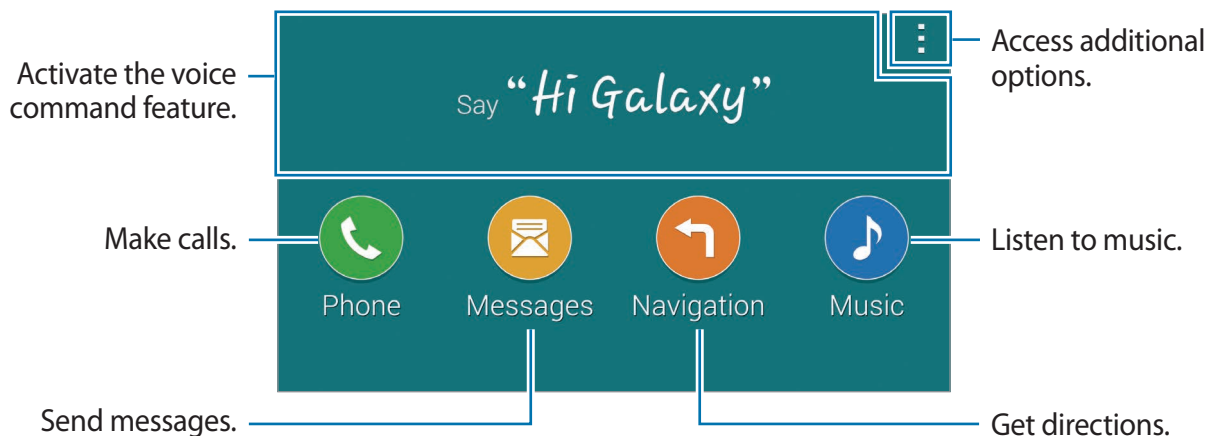 Activate the voice
command feature.
Say “Hi Galaxy”
Access additional
options.
Make calls.
Listen to music.
Phone
Messages
Navigation
Music
Send messages.
Get directions.